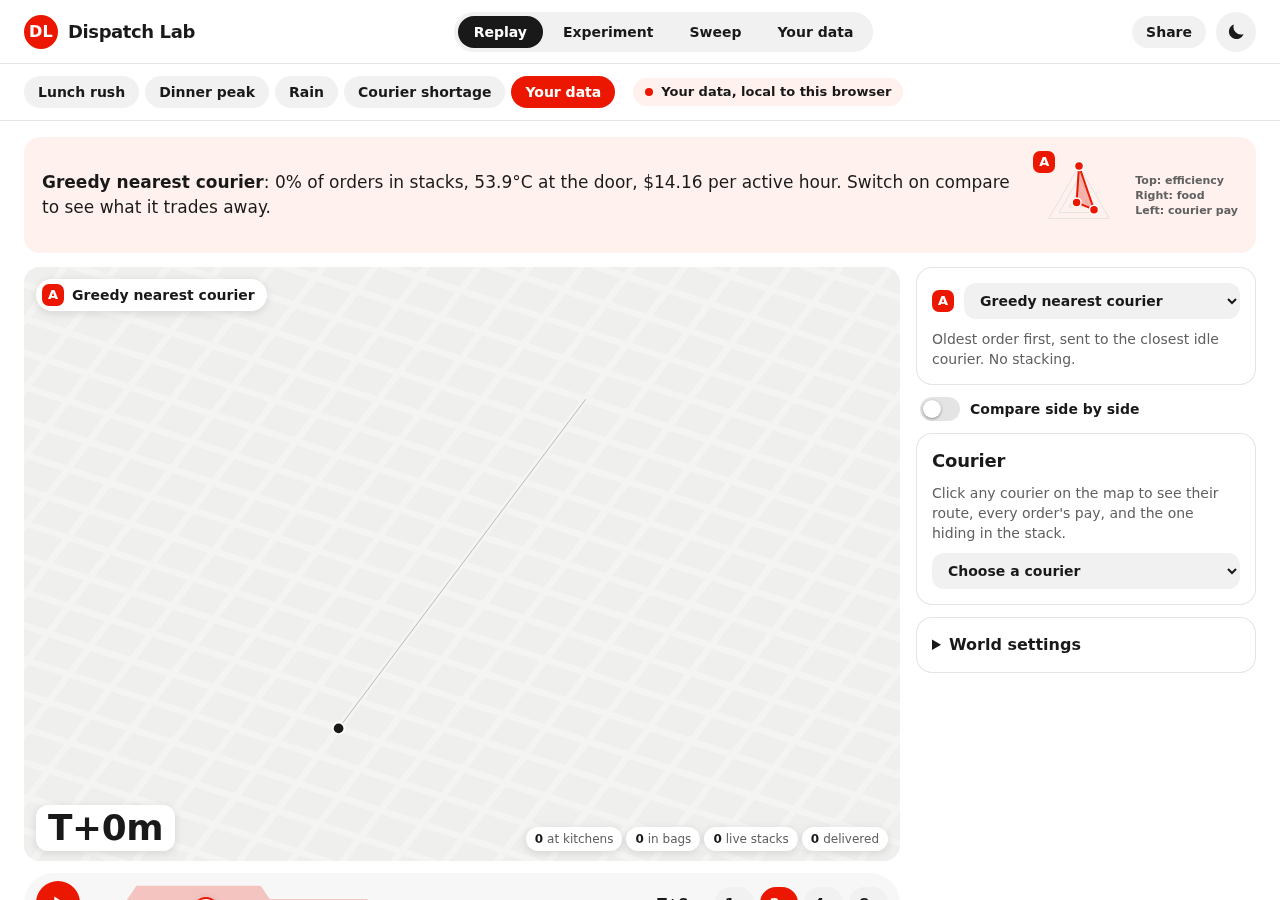 DL Dispatch Lab
Replay Experiment Sweep Your data
Share
Lunch rush Dinner peak Rain Courier shortage Your data Your data, local to this browser
Greedy nearest courier: 0% of orders in stacks, 53.9°C at the door, $14.16 per active hour. Switch on compare
to see what it trades away.
A
Top: efficiency
Right: food
Left: courier pay
A Greedy nearest courier
T+0m
0 at kitchens 0 in bags 0 live stacks 0 delivered
A Greedy nearest courier
Oldest order first, sent to the closest idle
courier. No stacking.
Compare side by side
Courier
Click any courier on the map to see their
route, every order's pay, and the one
hiding in the stack.
Choose a courier
World settings